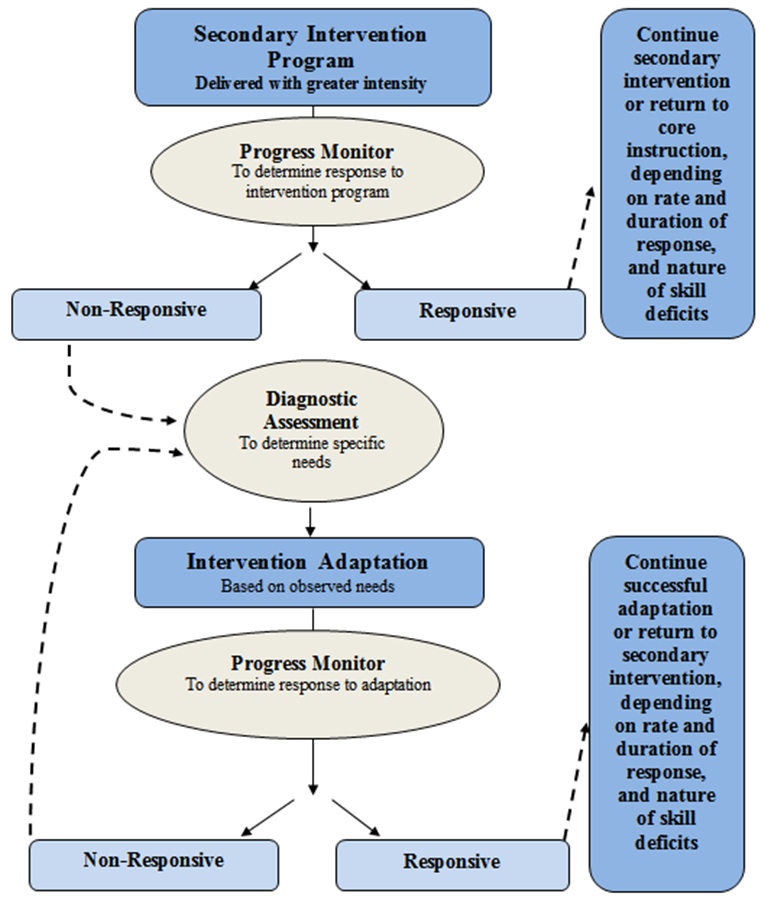 Secondary Intervention
Program
Delivered with greater intensity
Progress Monitor
To determine response to
intervention program
Non-Responsive
Responsive
Continue
secondary
intervention
or return to
core
instruction,
depending
on rate and
duration of
response,
and nature
of skill
deficits
Diagnostic
Assessment
To determine specific
needs
Intervention Adaptation
Based on observed needs
Progress Monitor
To determine response to adaptation
Non-Responsive
Responsive
Continue
successful
adaptation
or return to
secondary
intervention,
depending
on rate and
duration of
response,
and nature
of skill
deficits